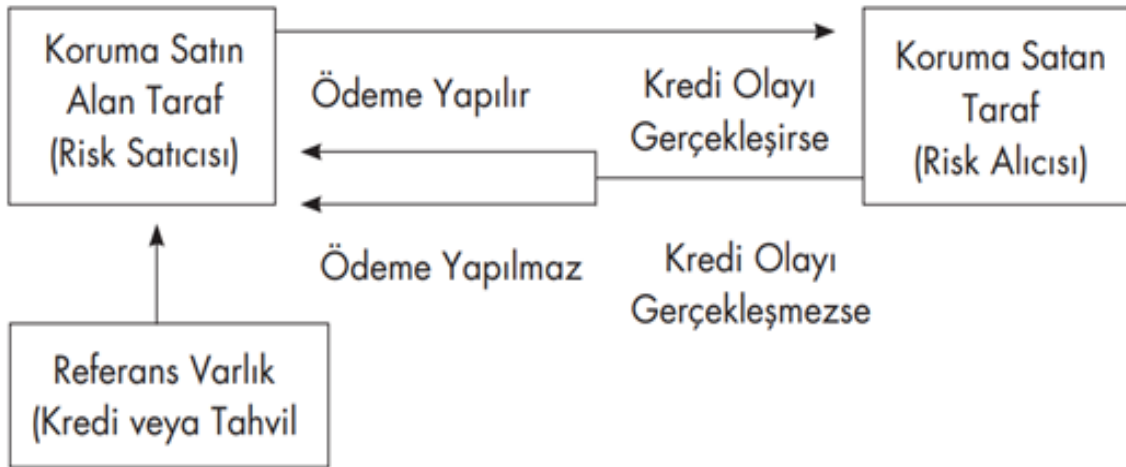 Koruma Satın
Alan Taraf
(Risk Satıcısı)
Ödeme Yapılır
Kredi Olayı
Gerçekleşirse
Koruma Satan
Taraf
(Risk Alıcısı)
Ödeme Yapılmaz
Kredi Olayı
Gerçekleşmezse
Referans Varlık
(Kredi veya Tahvil